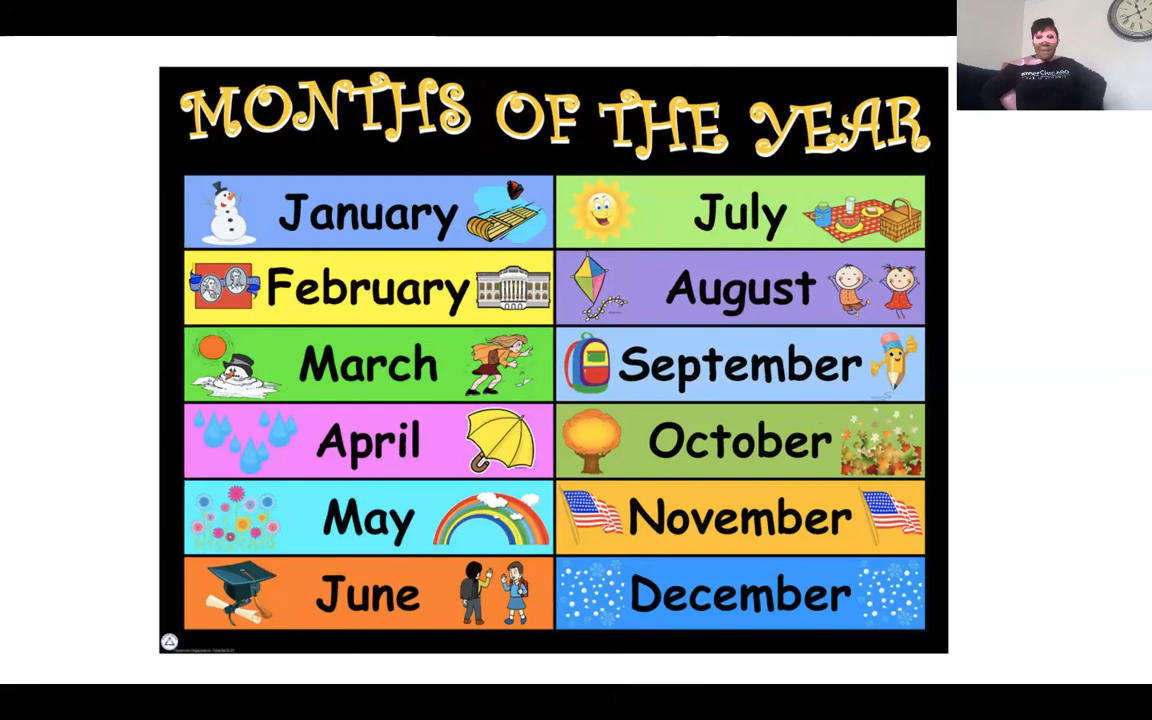 MONTHS OF THE YEAR
January
February
March
April
May
June
July
August
September
October
November
December